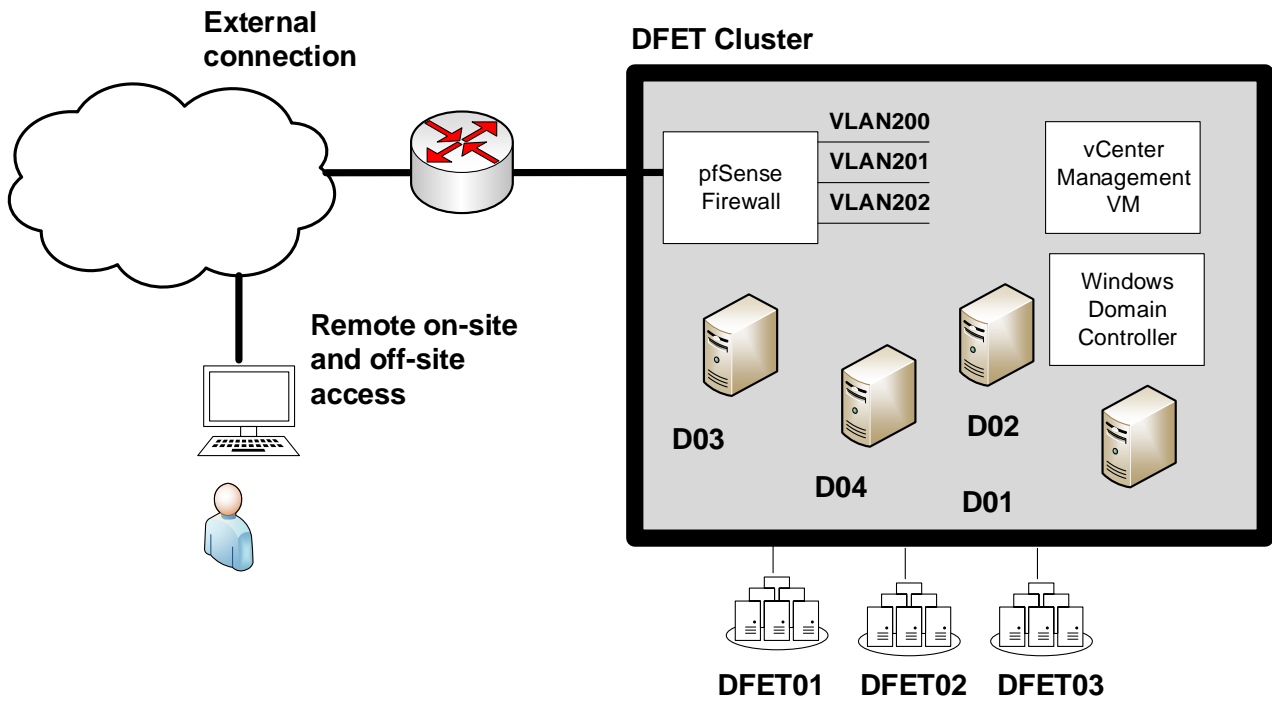 External
connection
DFET Cluster
VLAN200
VLAN201
VLAN202
pfSense
Firewall
vCenter
Management
VM
Windows
Domain
Controller
Remote on-site
and off-site
access
D03
D04
D02
D01
DFET01
DFET02
DFET03